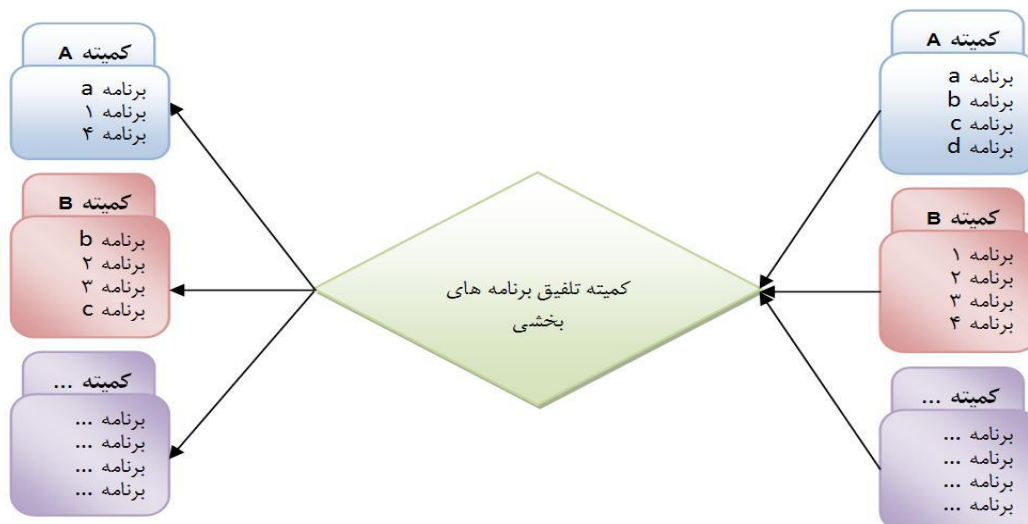 کمیته A
برنامه a
برنامه b
برنامه c
برنامه d
کمیته B
برنامه ۱
برنامه ۲
برنامه ۳
برنامه ۴
کمیته ...
برنامه ...
برنامه ...
برنامه ...
برنامه ...
کمیته تلفیق برنامه های
بخشی
کمیته A
برنامه a
برنامه ۱
برنامه ۴
کمیته B
برنامه b
برنامه ۲
برنامه ۳
برنامه c
کمیته ...
برنامه ...
برنامه ...
برنامه ...
برنامه ...